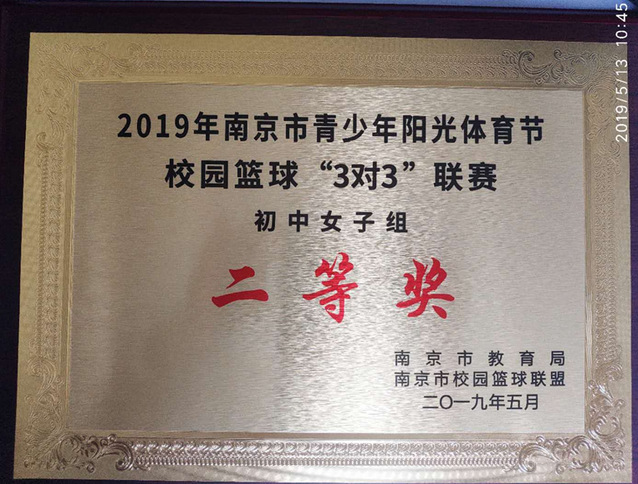 2019年南京市青少年阳光体育节
校园篮球“3对3”联赛
初中女子组
二等奖
南京市教育局
南京市校园篮球联盟
二〇一九年五月
2019/5/13 10:45